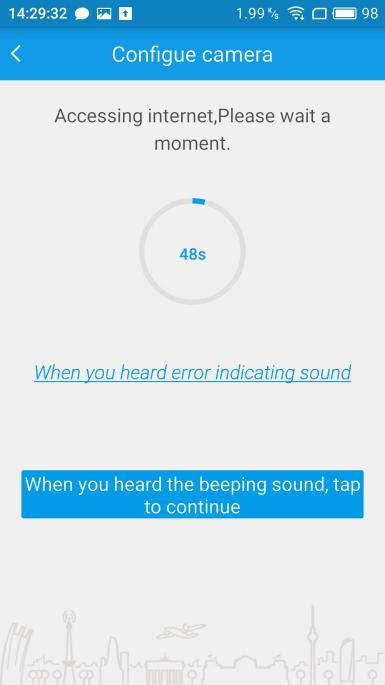 14:29:32 1.99 K/s 98
Configue camera
Accessing internet,Please wait a
moment.
48s
When you heard error indicating sound
When you heard the beeping sound, tap
to continue